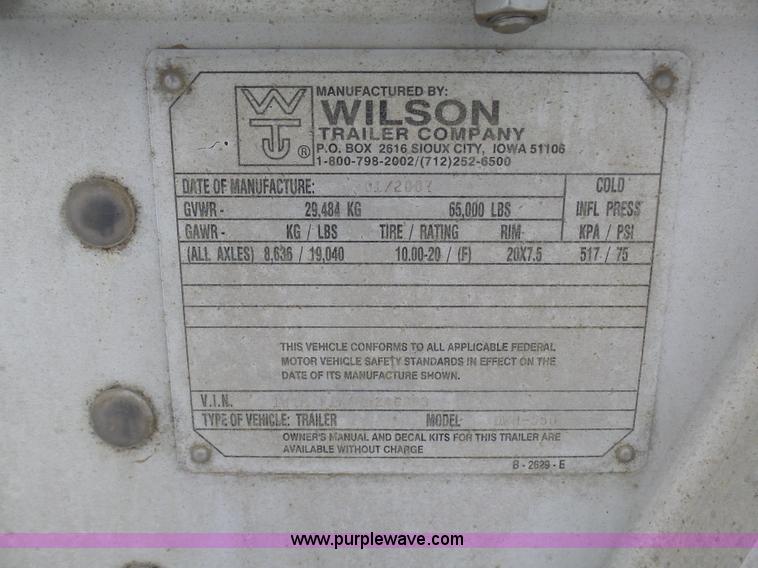 MANUFACTURED BY:
WILSON
TRAILER COMPANY
P.O. BOX 2616 SIOUX CITY, IOWA 51106
1-800-798-2002/(712)252-6500
DATE OF MANUFACTURE: 01/2007
COLD
GVWR - 29,484 KG 65,000 LBS INFL PRESS
GAWR - KG / LBS TIRE / RATING RIM- KPA / PSI
(ALL AXLES) 8,636 / 19,040 10.00-20 / (F) 20X7.5 517 / 75
THIS VEHICLE CONFORMS TO ALL APPLICABLE FEDERAL
MOTOR VEHICLE SAFETY STANDARDS IN EFFECT ON THE
DATE OF ITS MANUFACTURE SHOWN.
V.I.N.
TYPE OF VEHICLE: TRAILER MODEL:
OWNER'S MANUAL AND DECAL KITS FOR THIS TRAILER ARE
AVAILABLE WITHOUT CHARGE
B - 2629 - E
www.purplewave.com